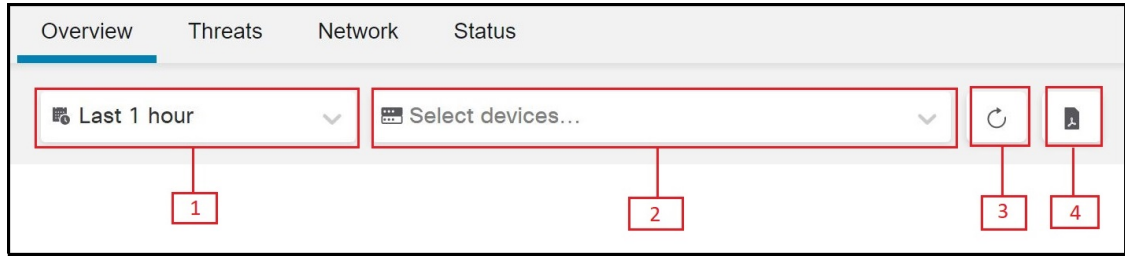 Overview Threats Network Status
Last 1 hour Select devices...
1 2 3 4